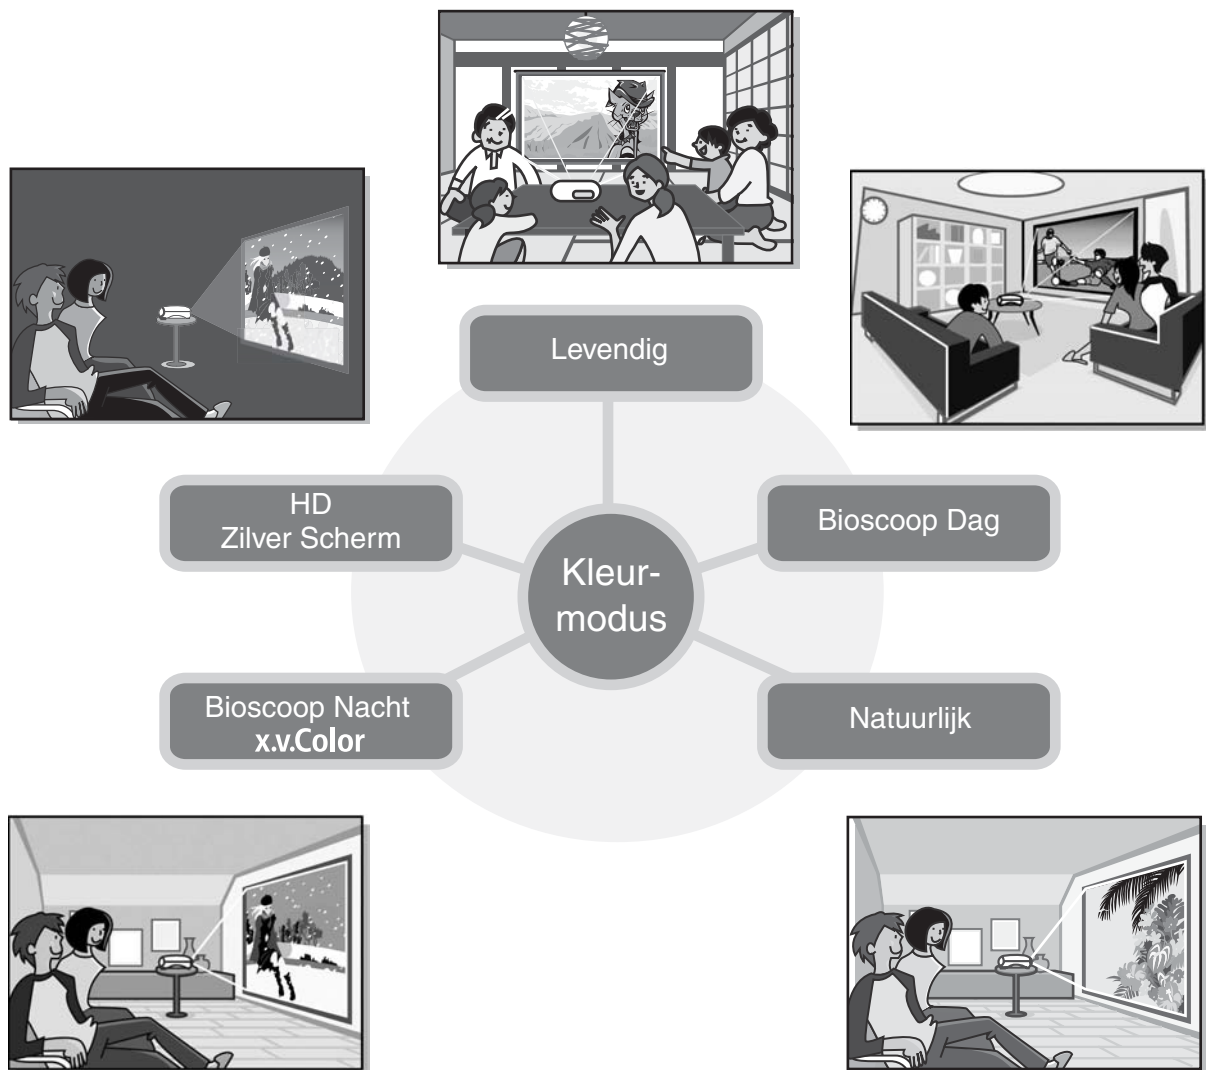 Levendig
HD
Zilver Scherm
Bioscoop Dag
Kleur-
modus
Bioscoop Nacht
x.v.Color
Natuurlijk